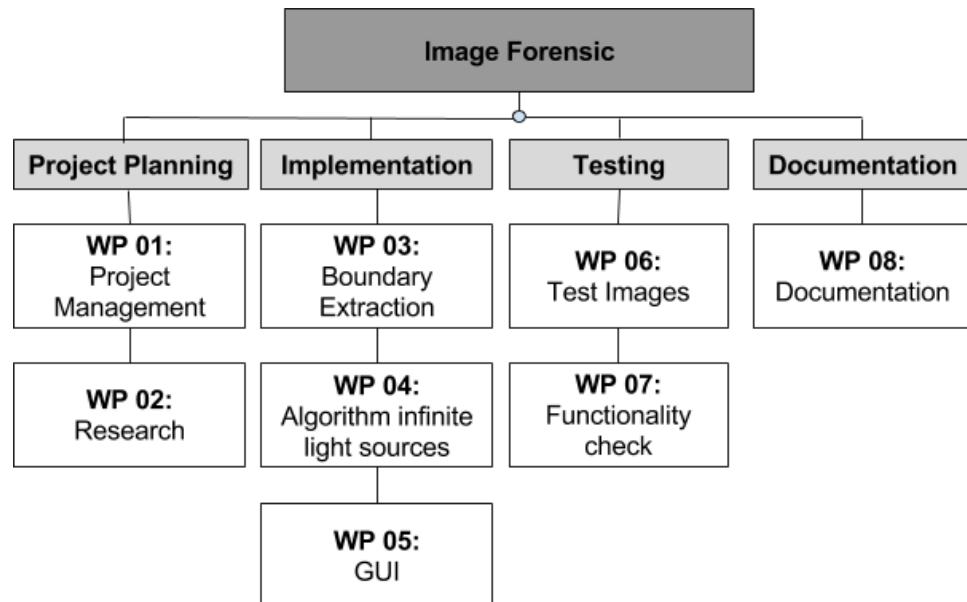 Image Forensic
Project Planning
Implementation
Testing
Documentation
WP 01:
Project
Management
WP 03:
Boundary
Extraction
WP 06:
Test Images
WP 08:
Documentation
WP 02:
Research
WP 04:
Algorithm infinite
light sources
WP 07:
Functionality
check
WP 05:
GUI